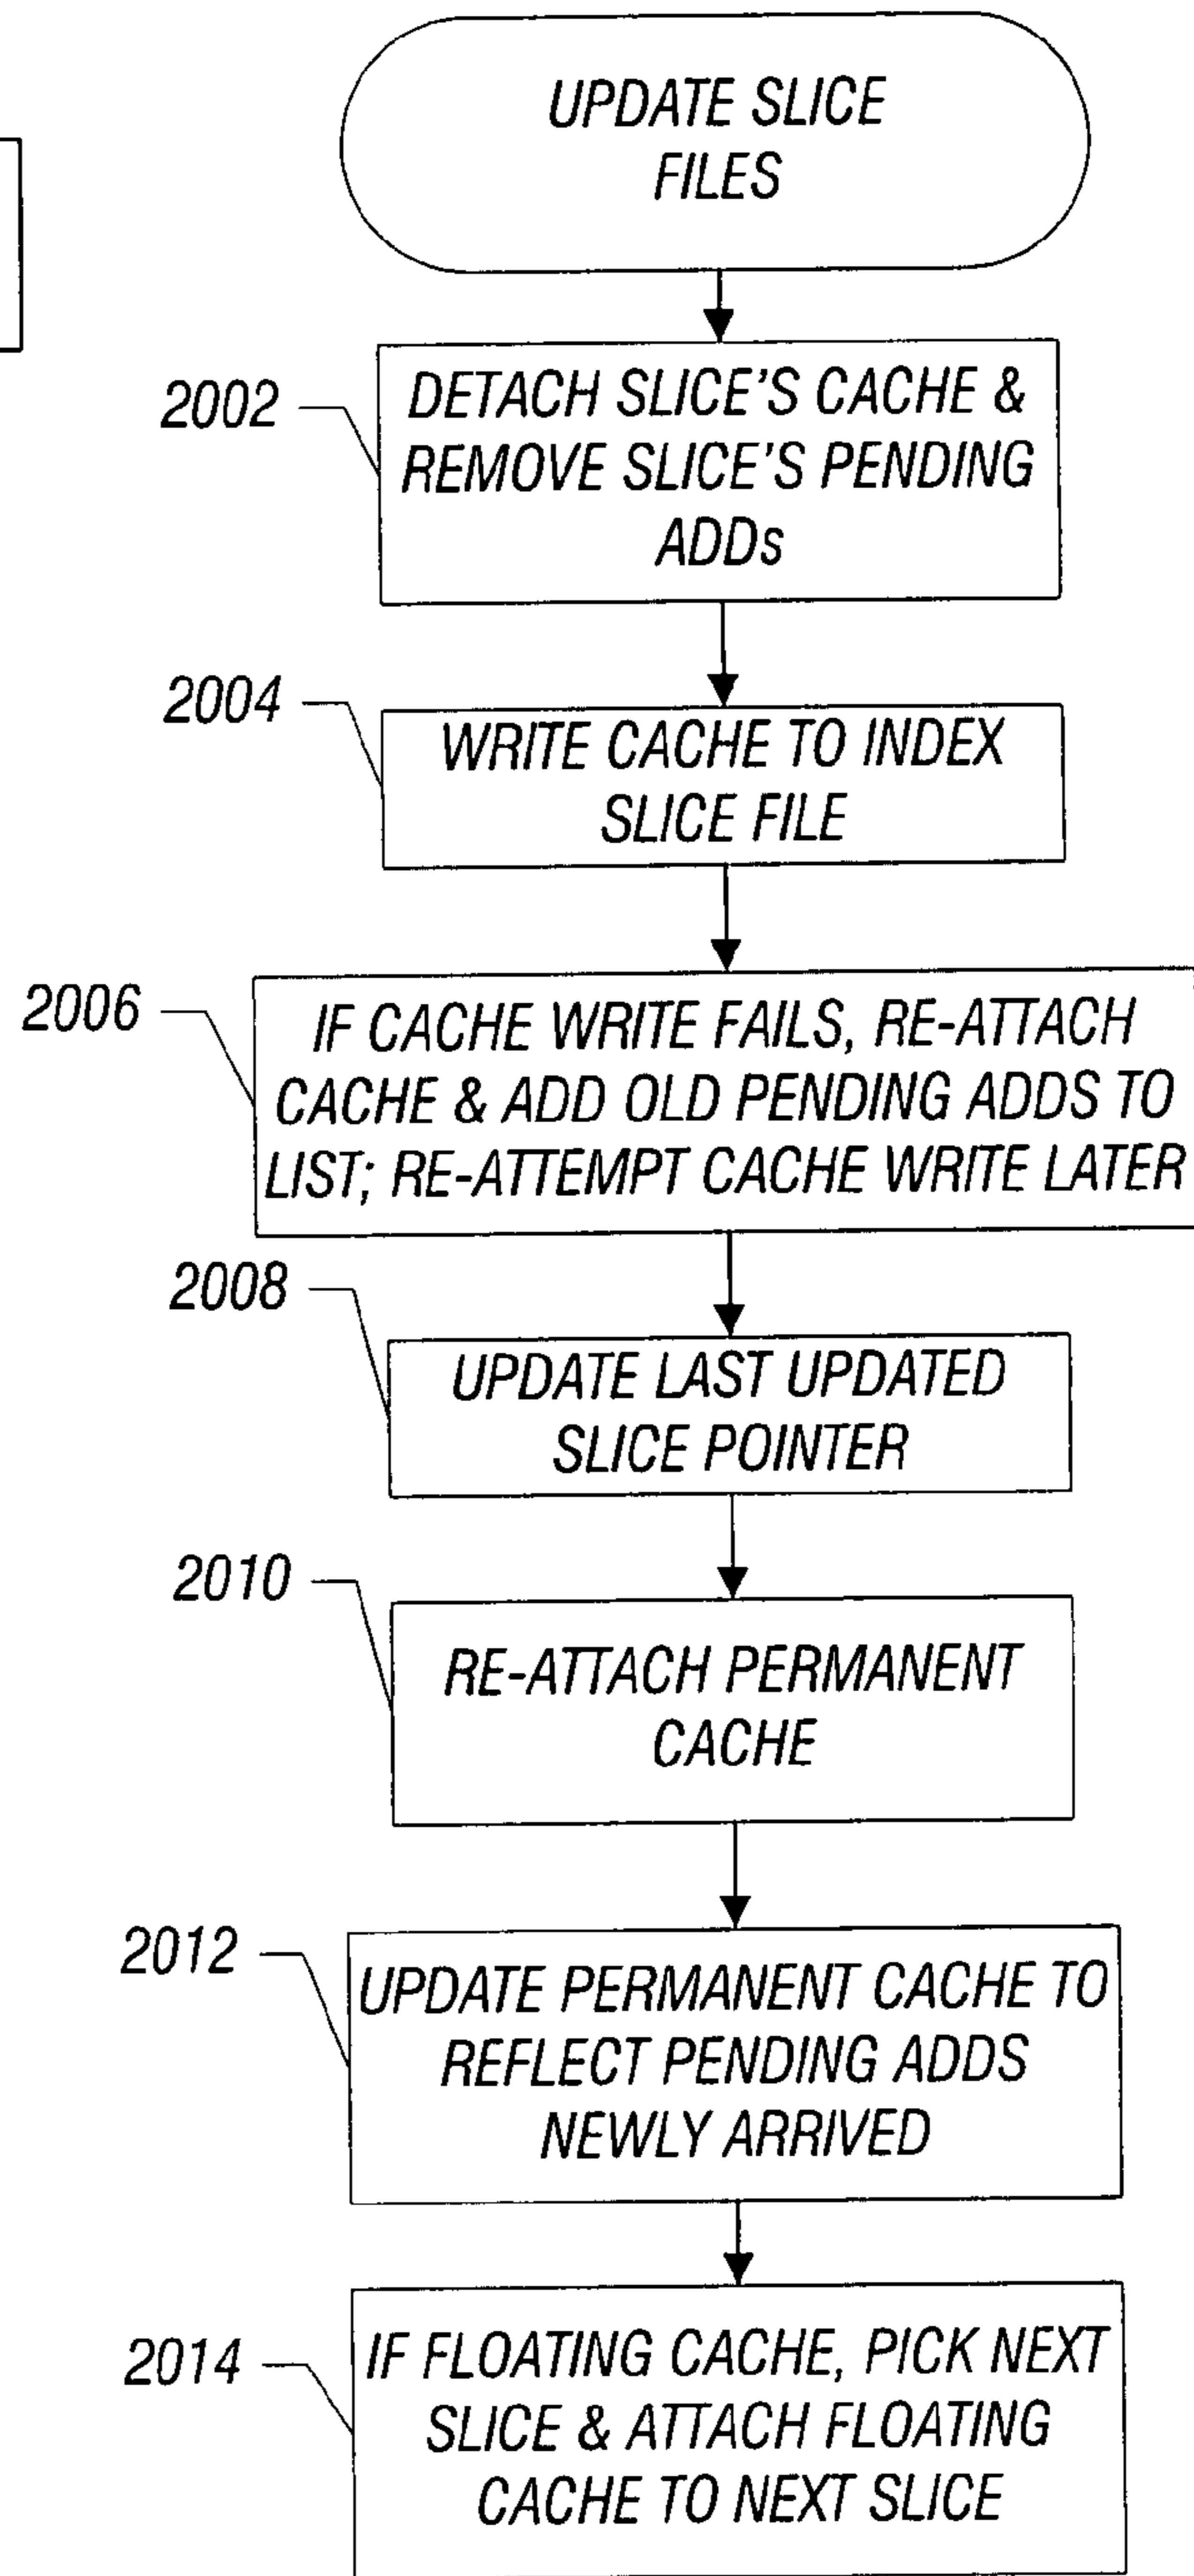 UPDATE SLICE
FILES
2002
DETACH SLICE'S CACHE &
REMOVE SLICE'S PENDING
ADDs
2004
WRITE CACHE TO INDEX
SLICE FILE
2006
IF CACHE WRITE FAILS, RE-ATTACH
CACHE & ADD OLD PENDING ADDS TO
LIST; RE-ATTEMPT CACHE WRITE LATER
2008
UPDATE LAST UPDATED
SLICE POINTER
2010
RE-ATTACH PERMANENT
CACHE
2012
UPDATE PERMANENT CACHE TO
REFLECT PENDING ADDS
NEWLY ARRIVED
2014
IF FLOATING CACHE, PICK NEXT
SLICE & ATTACH FLOATING
CACHE TO NEXT SLICE